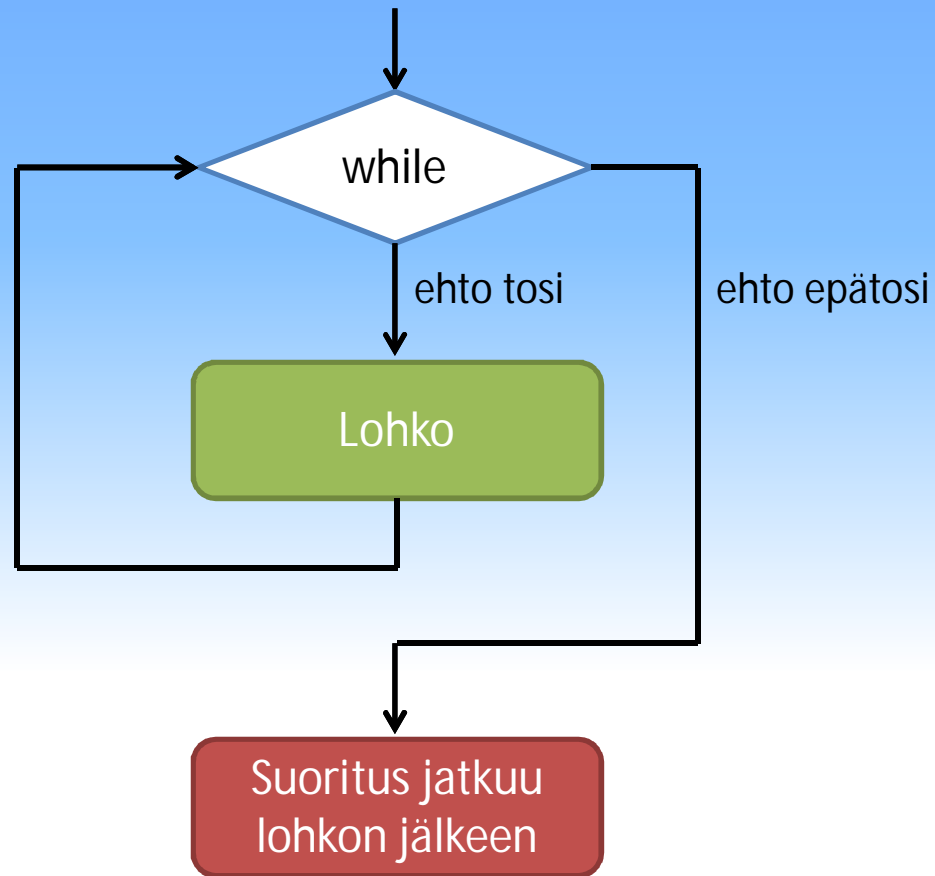 while
ehto tosi
ehto epätosi
Lohko
Suoritus jatkuu
lohkon jälkeen